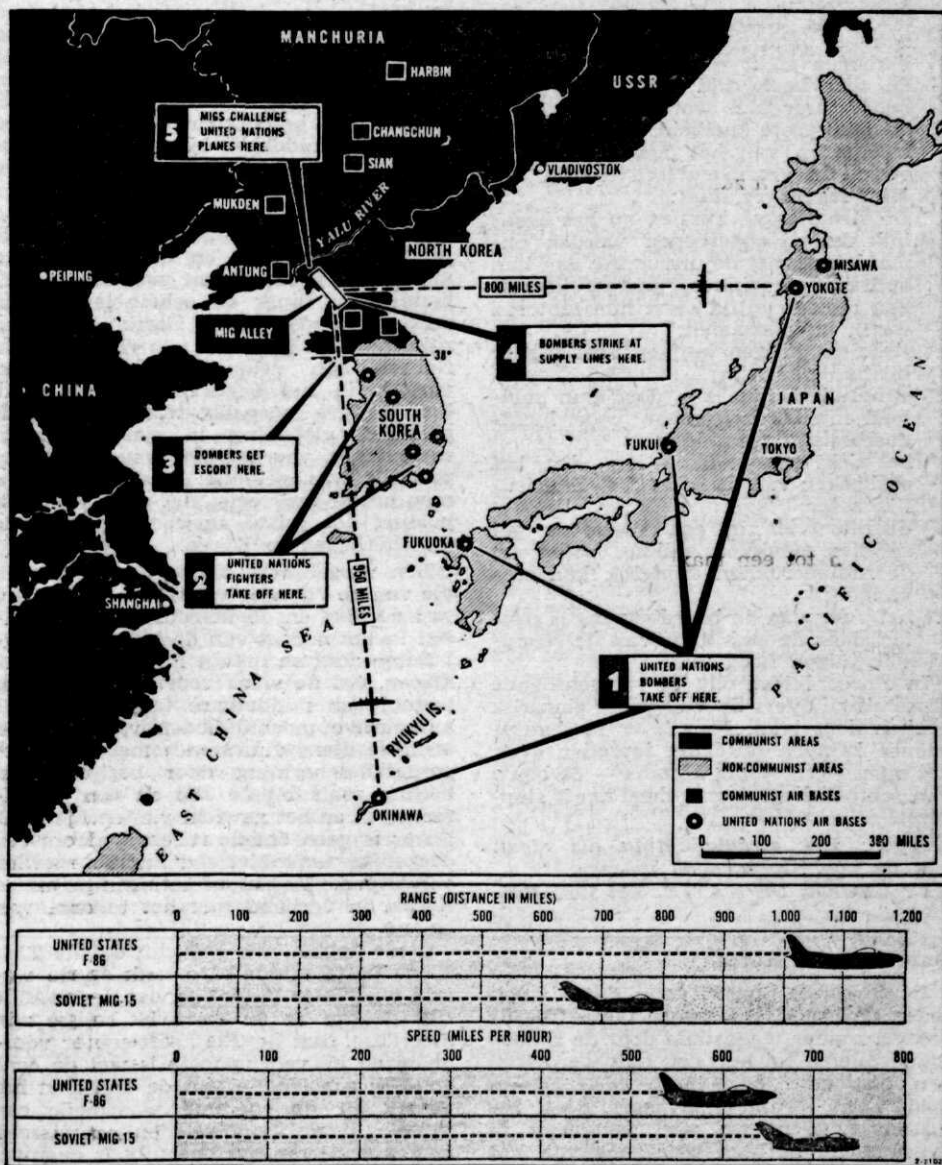 MANCHURIA
HARBIN
USSR
5
MIGS CHALLENGE
UNITED NATIONS
PLANES HERE.
CHANGCHUN
SIAN
VLADIVOSTOK
MUKDEN
YALU RIVER
NORTH KOREA
PEIPING
ANTUNG
MISAWA
800 MILES
YOKOTE
MIG ALLEY
4
BOMBERS STRIKE AT
SUPPLY LINES HERE.
38°
CHINA
JAPAN
SOUTH
KOREA
3
BOMBERS GET
ESCORT HERE.
FUKUI
TOKYO
PACIFIC OCEAN
FUKUOKA
a tot een max
2
UNITED NATIONS
FIGHTERS
TAKE OFF HERE.
950 MILES
SHANGHAI
EAST CHINA SEA
1
UNITED NATIONS
BOMBERS
TAKE OFF HERE.
RYUKYU IS.
OKINAWA
COMMUNIST AREAS
NON-COMMUNIST AREAS
COMMUNIST AIR BASES
UNITED NATIONS AIR BASES
0 100 200 300 MILES
RANGE (DISTANCE IN MILES)
0 100 200 300 400 500 600 700 800 900 1,000 1,100 1,200
UNITED STATES
F-86
SOVIET MIG-15
SPEED (MILES PER HOUR)
0 100 200 300 400 500 600 700 800
UNITED STATES
F-86
SOVIET MIG-15